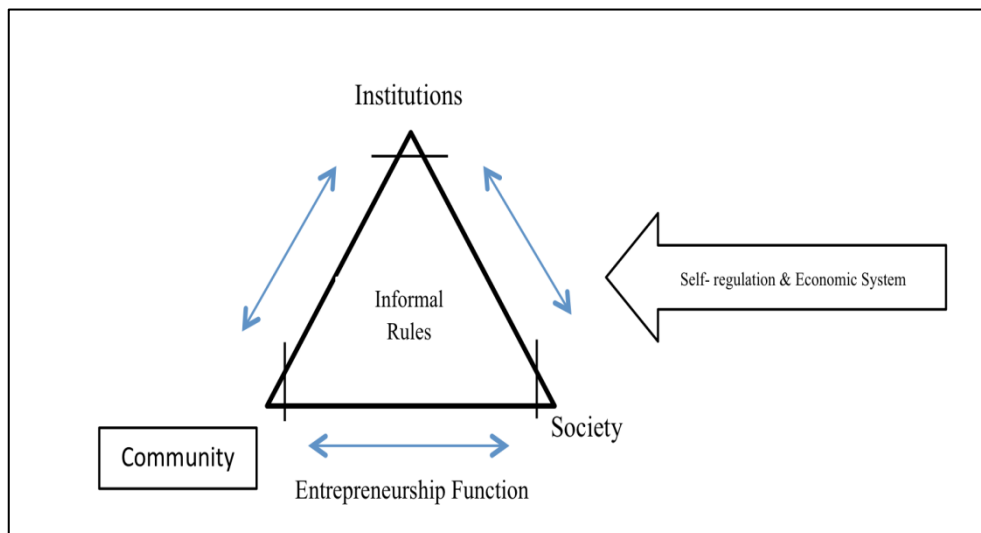 Institutions
Self- regulation & Economic System
Informal
Rules
Society
Community
Entrepreneurship Function